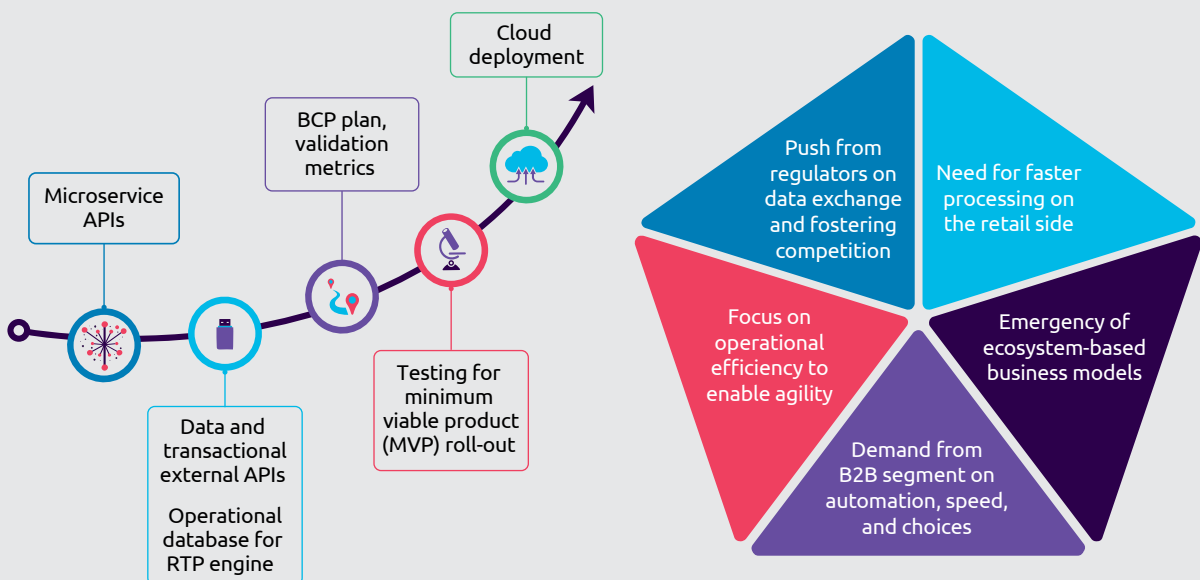 Microservice
APIs
Data and
transactional
external APIs
Operational
database for
RTP engine
BCP plan,
validation
metrics
Testing for
minimum
viable product
(MVP) roll-out
Cloud
deployment
Push from
regulators on
data exchange
and fostering
competition
Need for faster
processing on
the retail side
Emergency of
ecosystem-based
business models
Demand from
B2B segment on
automation, speed,
and choices
Focus on
operational
efficiency to
enable agility